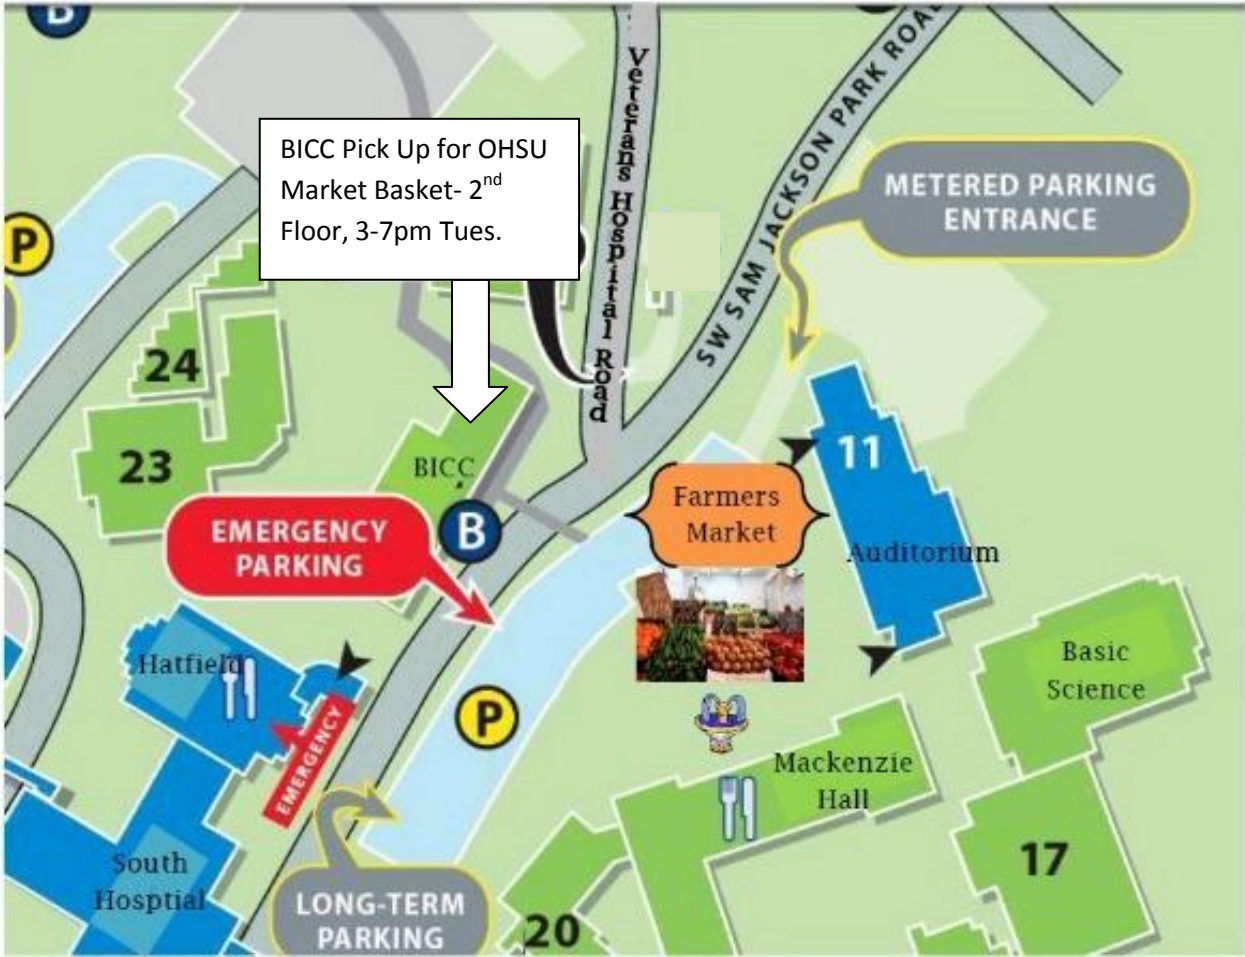 B
Veterans Hospital Road
SW SAM JACKSON PARK ROAD
BICC Pick Up for OHSU
Market Basket- 2nd
Floor, 3-7pm Tues.
METERED PARKING
ENTRANCE
P
24
23
BICC
B
11
Farmers
Market
Auditorium
EMERGENCY
PARKING
Hatfield
EMERGENCY
P
Basic
Science
Mackenzie
Hall
South
Hosptial
LONG-TERM
PARKING
20
17